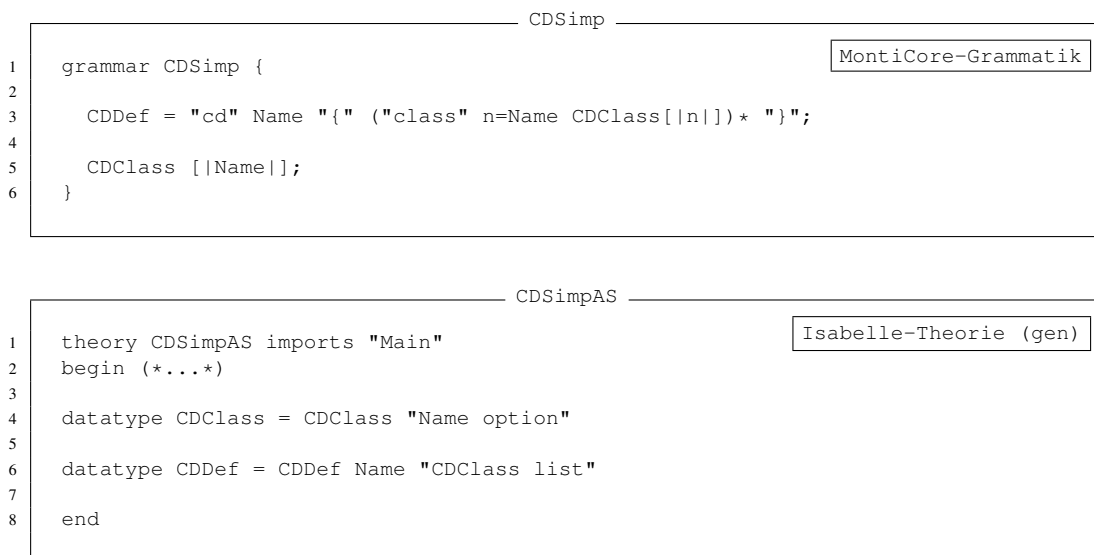 CDSimp
MontiCore-Grammatik
1 grammar CDSimp {
2
3 CDDef = "cd" Name "{" ("class" n=Name CDClass[|n|])* "}";
4
5 CDClass [|Name|];
6 }
CDSimpAS
Isabelle-Theorie (gen)
1 theory CDSimpAS imports "Main"
2 begin (*...*)
3
4 datatype CDClass = CDClass "Name option"
5
6 datatype CDDef = CDDef Name "CDClass list"
7
8 end